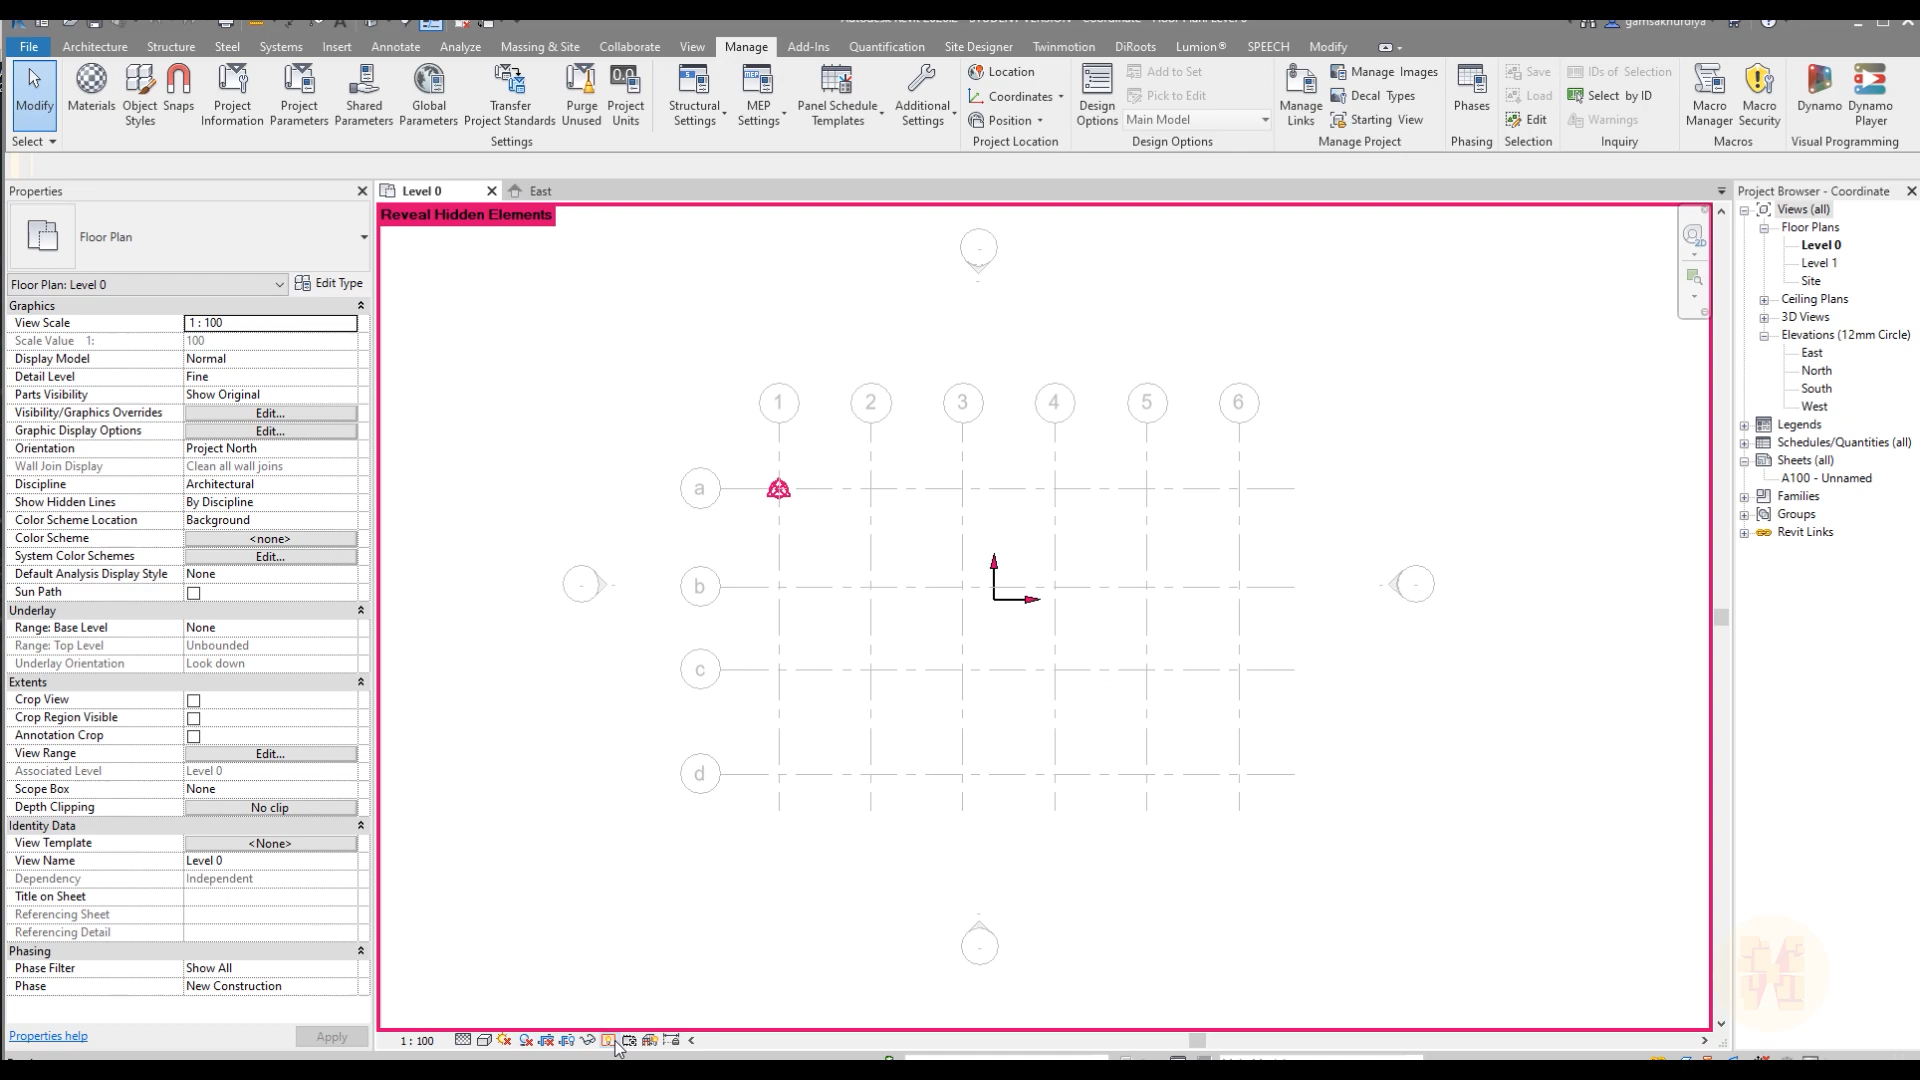 gamsakhurdiya
File Architecture Structure Steel Systems Insert Annotate Analyze Massing & Site Collaborate View Manage Add-Ins Quantification Site Designer Twinmotion DiRoots Lumion® SPEECH Modify
Modify
Materials
Object Styles
Snaps
Project Information
Project Parameters
Shared Parameters
Global Parameters
Transfer Project Standards
Purge Unused
Project Units
Structural Settings
MEP Settings
Panel Schedule Templates
Additional Settings
Location
Coordinates
Position
Design Options
Add to Set
Pick to Edit
Main Model
Manage Links
Manage Images
Decal Types
Starting View
Phases
Save
Load
Edit
IDs of Selection
Select by ID
Warnings
Macro Manager
Macro Security
Dynamo
Dynamo Player
Select Settings Project Location Design Options Manage Project Phasing Selection Inquiry Macros Visual Programming
Properties
Floor Plan
Floor Plan: Level 0 Edit Type
Graphics
View Scale 1 : 100
Scale Value 1: 100
Display Model Normal
Detail Level Fine
Parts Visibility Show Original
Visibility/Graphics Overrides Edit...
Graphic Display Options Edit...
Orientation Project North
Wall Join Display Clean all wall joins
Discipline Architectural
Show Hidden Lines By Discipline
Color Scheme Location Background
Color Scheme <none>
System Color Schemes Edit...
Default Analysis Display Style None
Sun Path
Underlay
Range: Base Level None
Range: Top Level Unbounded
Underlay Orientation Look down
Extents
Crop View
Crop Region Visible
Annotation Crop
View Range Edit...
Associated Level Level 0
Scope Box None
Depth Clipping No clip
Identity Data
View Template <None>
View Name Level 0
Dependency Independent
Title on Sheet
Referencing Sheet
Referencing Detail
Phasing
Phase Filter Show All
Phase New Construction
Properties help Apply
Level 0 East
Reveal Hidden Elements
2D
1 2 3 4 5 6
a
b
c
d
1 : 100
Project Browser - Coordinate
Views (all)
Floor Plans
Level 0
Level 1
Site
Ceiling Plans
3D Views
Elevations (12mm Circle)
East
North
South
West
Legends
Schedules/Quantities (all)
Sheets (all)
A100 - Unnamed
Families
Groups
Revit Links